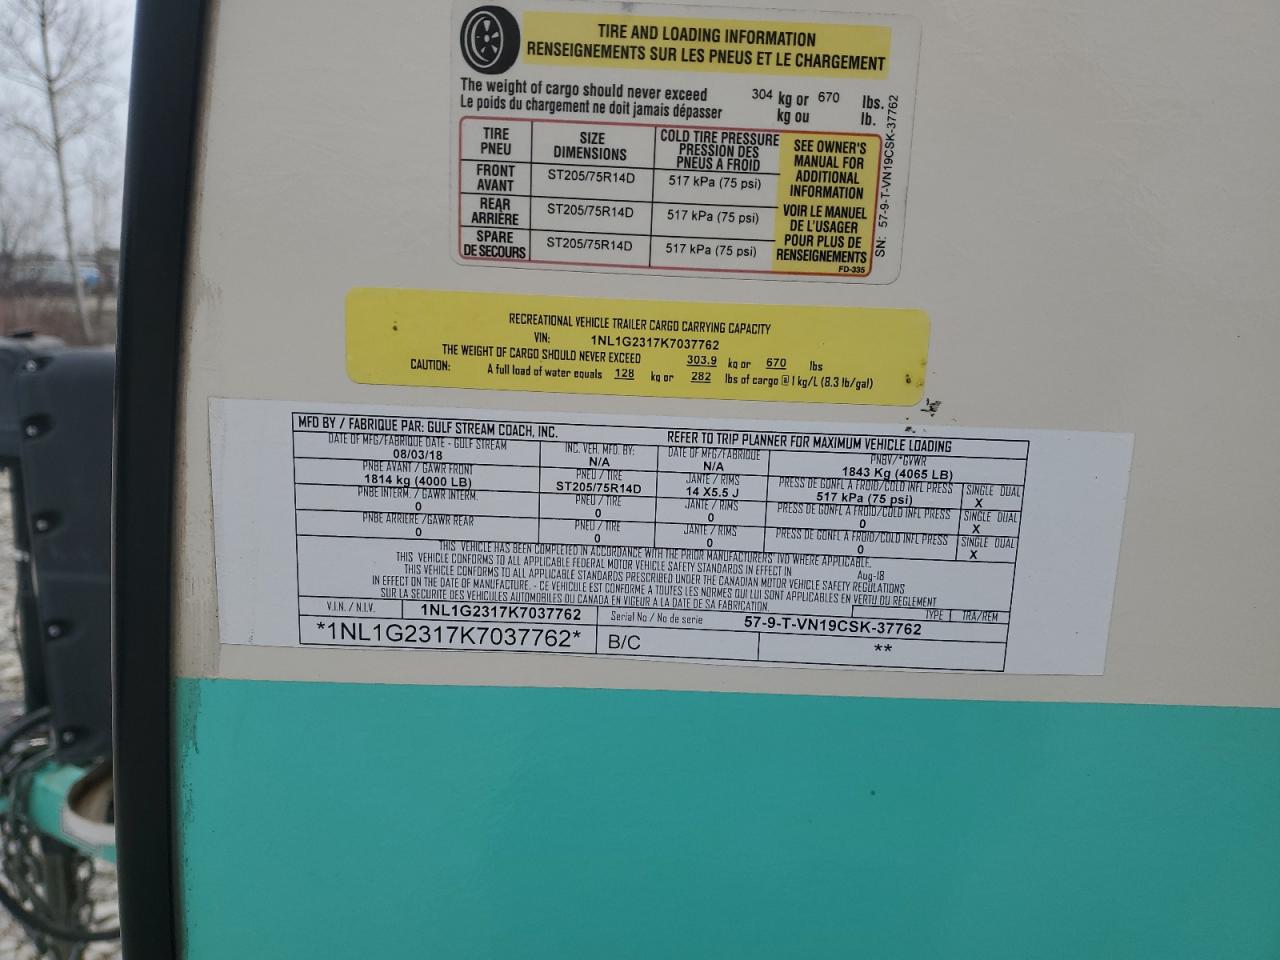 TIRE AND LOADING INFORMATION
RENSEIGNEMENTS SUR LES PNEUS ET LE CHARGEMENT
The weight of cargo should never exceed 304 kg or 670 lbs.
Le poids du chargement ne doit jamais dépasser kg ou lb.
TIRE PNEU SIZE DIMENSIONS COLD TIRE PRESSURE PRESSION DES PNEUS A FROID
FRONT AVANT ST205/75R14D 517 kPa (75 psi)
REAR ARRIÈRE ST205/75R14D 517 kPa (75 psi)
SPARE DE SECOURS ST205/75R14D 517 kPa (75 psi)
SEE OWNER'S
MANUAL FOR
ADDITIONAL
INFORMATION
VOIR LE MANUEL
DE L'USAGER
POUR PLUS DE
RENSEIGNEMENTS
FD-335
SN: 57-9-T-VN19CSK-37762
RECREATIONAL VEHICLE TRAILER CARGO CARRYING CAPACITY
VIN: 1NL1G2317K7037762
THE WEIGHT OF CARGO SHOULD NEVER EXCEED 303.9 kg or 670 lbs
CAUTION: A full load of water equals 128 kg or 282 lbs of cargo @ 1 kg/L (8.3 lb/gal)
MFD BY / FABRIQUE PAR: GULF STREAM COACH, INC. REFER TO TRIP PLANNER FOR MAXIMUM VEHICLE LOADING
DATE OF MFG/FABRIQUE DATE - GULF STREAM INC. VEH. MFD. BY: DATE OF MFG/FABRIQUE PNBV/*GVWR
08/03/18 N/A N/A 1843 Kg (4065 LB)
PNBE AVANT / GAWR FRONT PNEU / TIRE JANTE / RIMS PRESS DE GONFL A FROID/COLD INFL PRESS SINGLE DUAL
1814 kg (4000 LB) ST205/75R14D 14 X5.5 J 517 kPa (75 psi) X
PNBE INTERM. / GAWR INTERM. PNEU / TIRE JANTE / RIMS PRESS DE GONFL A FROID/COLD INFL PRESS SINGLE DUAL
0 0 0 0 X
PNBE ARRIERE /GAWR REAR PNEU / TIRE JANTE / RIMS PRESS DE GONFL A FROID/COLD INFL PRESS SINGLE DUAL
0 0 0 0 X
THIS VEHICLE HAS BEEN COMPLETED IN ACCORDANCE WITH THE PRIOR MANUFACTURERS' IVD WHERE APPLICABLE.
THIS VEHICLE CONFORMS TO ALL APPLICABLE FEDERAL MOTOR VEHICLE SAFETY STANDARDS IN EFFECT IN Aug-18
THIS VEHICLE CONFORMS TO ALL APPLICABLE STANDARDS PRESCRIBED UNDER THE CANADIAN MOTOR VEHICLE SAFETY REGULATIONS
IN EFFECT ON THE DATE OF MANUFACTURE. - CE VEHICULE EST CONFORME A TOUTES LES NORMES QUI LUI SONT APPLICABLES EN VERTU DU REGLEMENT
SUR LA SECURITE DES VEHICULES AUTOMOBILES DU CANADA EN VIGEUR A LA DATE DE SA FABRICATION.
TYPE TRA/REM
V.I.N. / N.I.V. 1NL1G2317K7037762 Serial No / No de serie 57-9-T-VN19CSK-37762
*1NL1G2317K7037762* B/C **